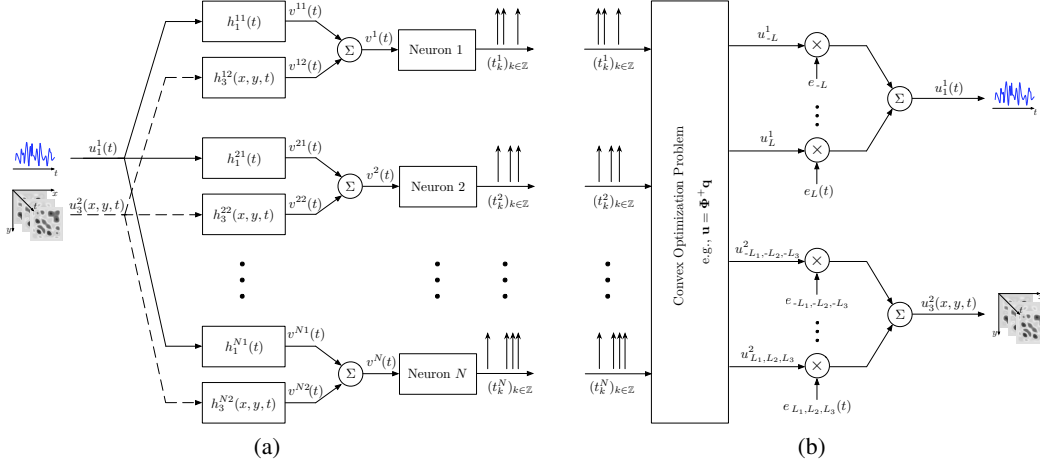 h_1^{11}(t)
v^{11}(t)
h_3^{12}(x, y, t)
v^{12}(t)
Σ
v^1(t)
Neuron 1
(t_k^1)_{k∈ℤ}
u_1^1(t)
t
x
y
t
u_3^2(x, y, t)
h_1^{21}(t)
v^{21}(t)
h_3^{22}(x, y, t)
v^{22}(t)
Σ
v^2(t)
Neuron 2
(t_k^2)_{k∈ℤ}
h_1^{N1}(t)
v^{N1}(t)
h_3^{N2}(x, y, t)
v^{N2}(t)
Σ
v^N(t)
Neuron N
(t_k^N)_{k∈ℤ}
(a)
(t_k^1)_{k∈ℤ}
(t_k^2)_{k∈ℤ}
(t_k^N)_{k∈ℤ}
Convex Optimization Problem
e.g., u = Φ^+q
u_{-L}^1
×
e_{-L}
u_L^1
×
e_L(t)
Σ
u_1^1(t)
t
u_{-L_1,-L_2,-L_3}^2
×
e_{-L_1,-L_2,-L_3}
u_{L_1,L_2,L_3}^2
×
e_{L_1,L_2,L_3}(t)
Σ
u_3^2(x, y, t)
y
(b)